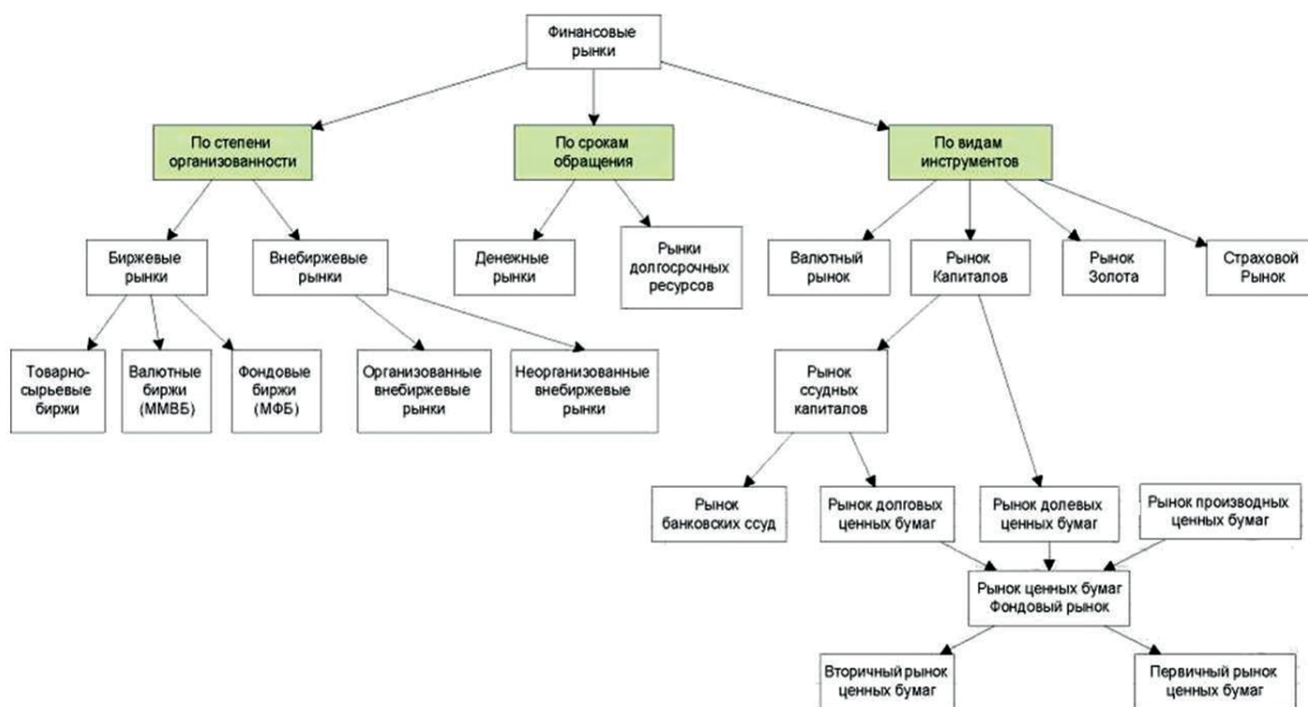 Финансовые
рынки
По степени
организованности
По срокам
обращения
По видам
инструментов
Биржевые
рынки
Внебиржевые
рынки
Денежные
рынки
Рынки
долгосрочных
ресурсов
Валютный
рынок
Рынок
Капиталов
Рынок
Золота
Страховой
Рынок
Товарно-
сырьевые
биржи
Валютные
биржи
(ММВБ)
Фондовые
биржи
(МФБ)
Организованные
внебиржевые
рынки
Неорганизованные
внебиржевые
рынки
Рынок
ссудных
капиталов
Рынок
банковских ссуд
Рынок долговых
ценных бумаг
Рынок долевых
ценных бумаг
Рынок производных
ценных бумаг
Рынок ценных бумаг
Фондовый рынок
Вторичный рынок
ценных бумаг
Первичный рынок
ценных бумаг